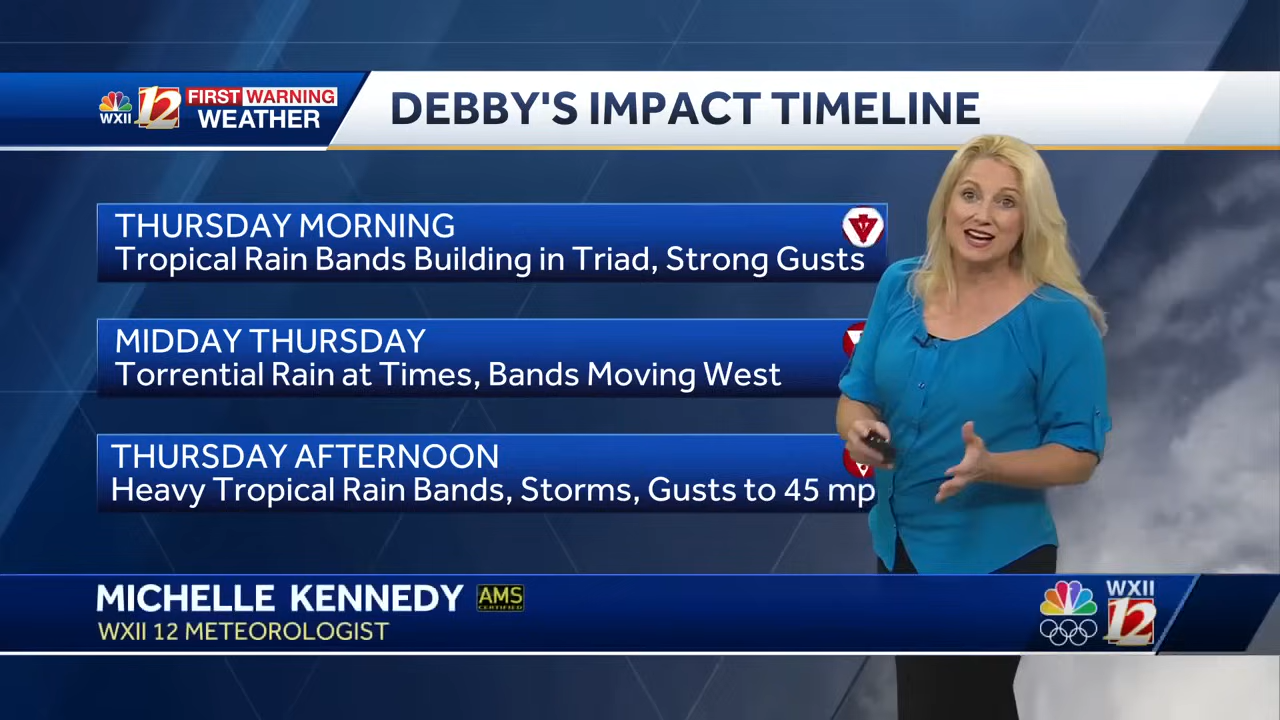 WXII 12 FIRST WARNING
WEATHER
DEBBY'S IMPACT TIMELINE
THURSDAY MORNING
Tropical Rain Bands Building in Triad, Strong Gusts
MIDDAY THURSDAY
Torrential Rain at Times, Bands Moving West
THURSDAY AFTERNOON
Heavy Tropical Rain Bands, Storms, Gusts to 45 mp
MICHELLE KENNEDY AMS
CERTIFIED
WXII 12 METEOROLOGIST
WXII
12